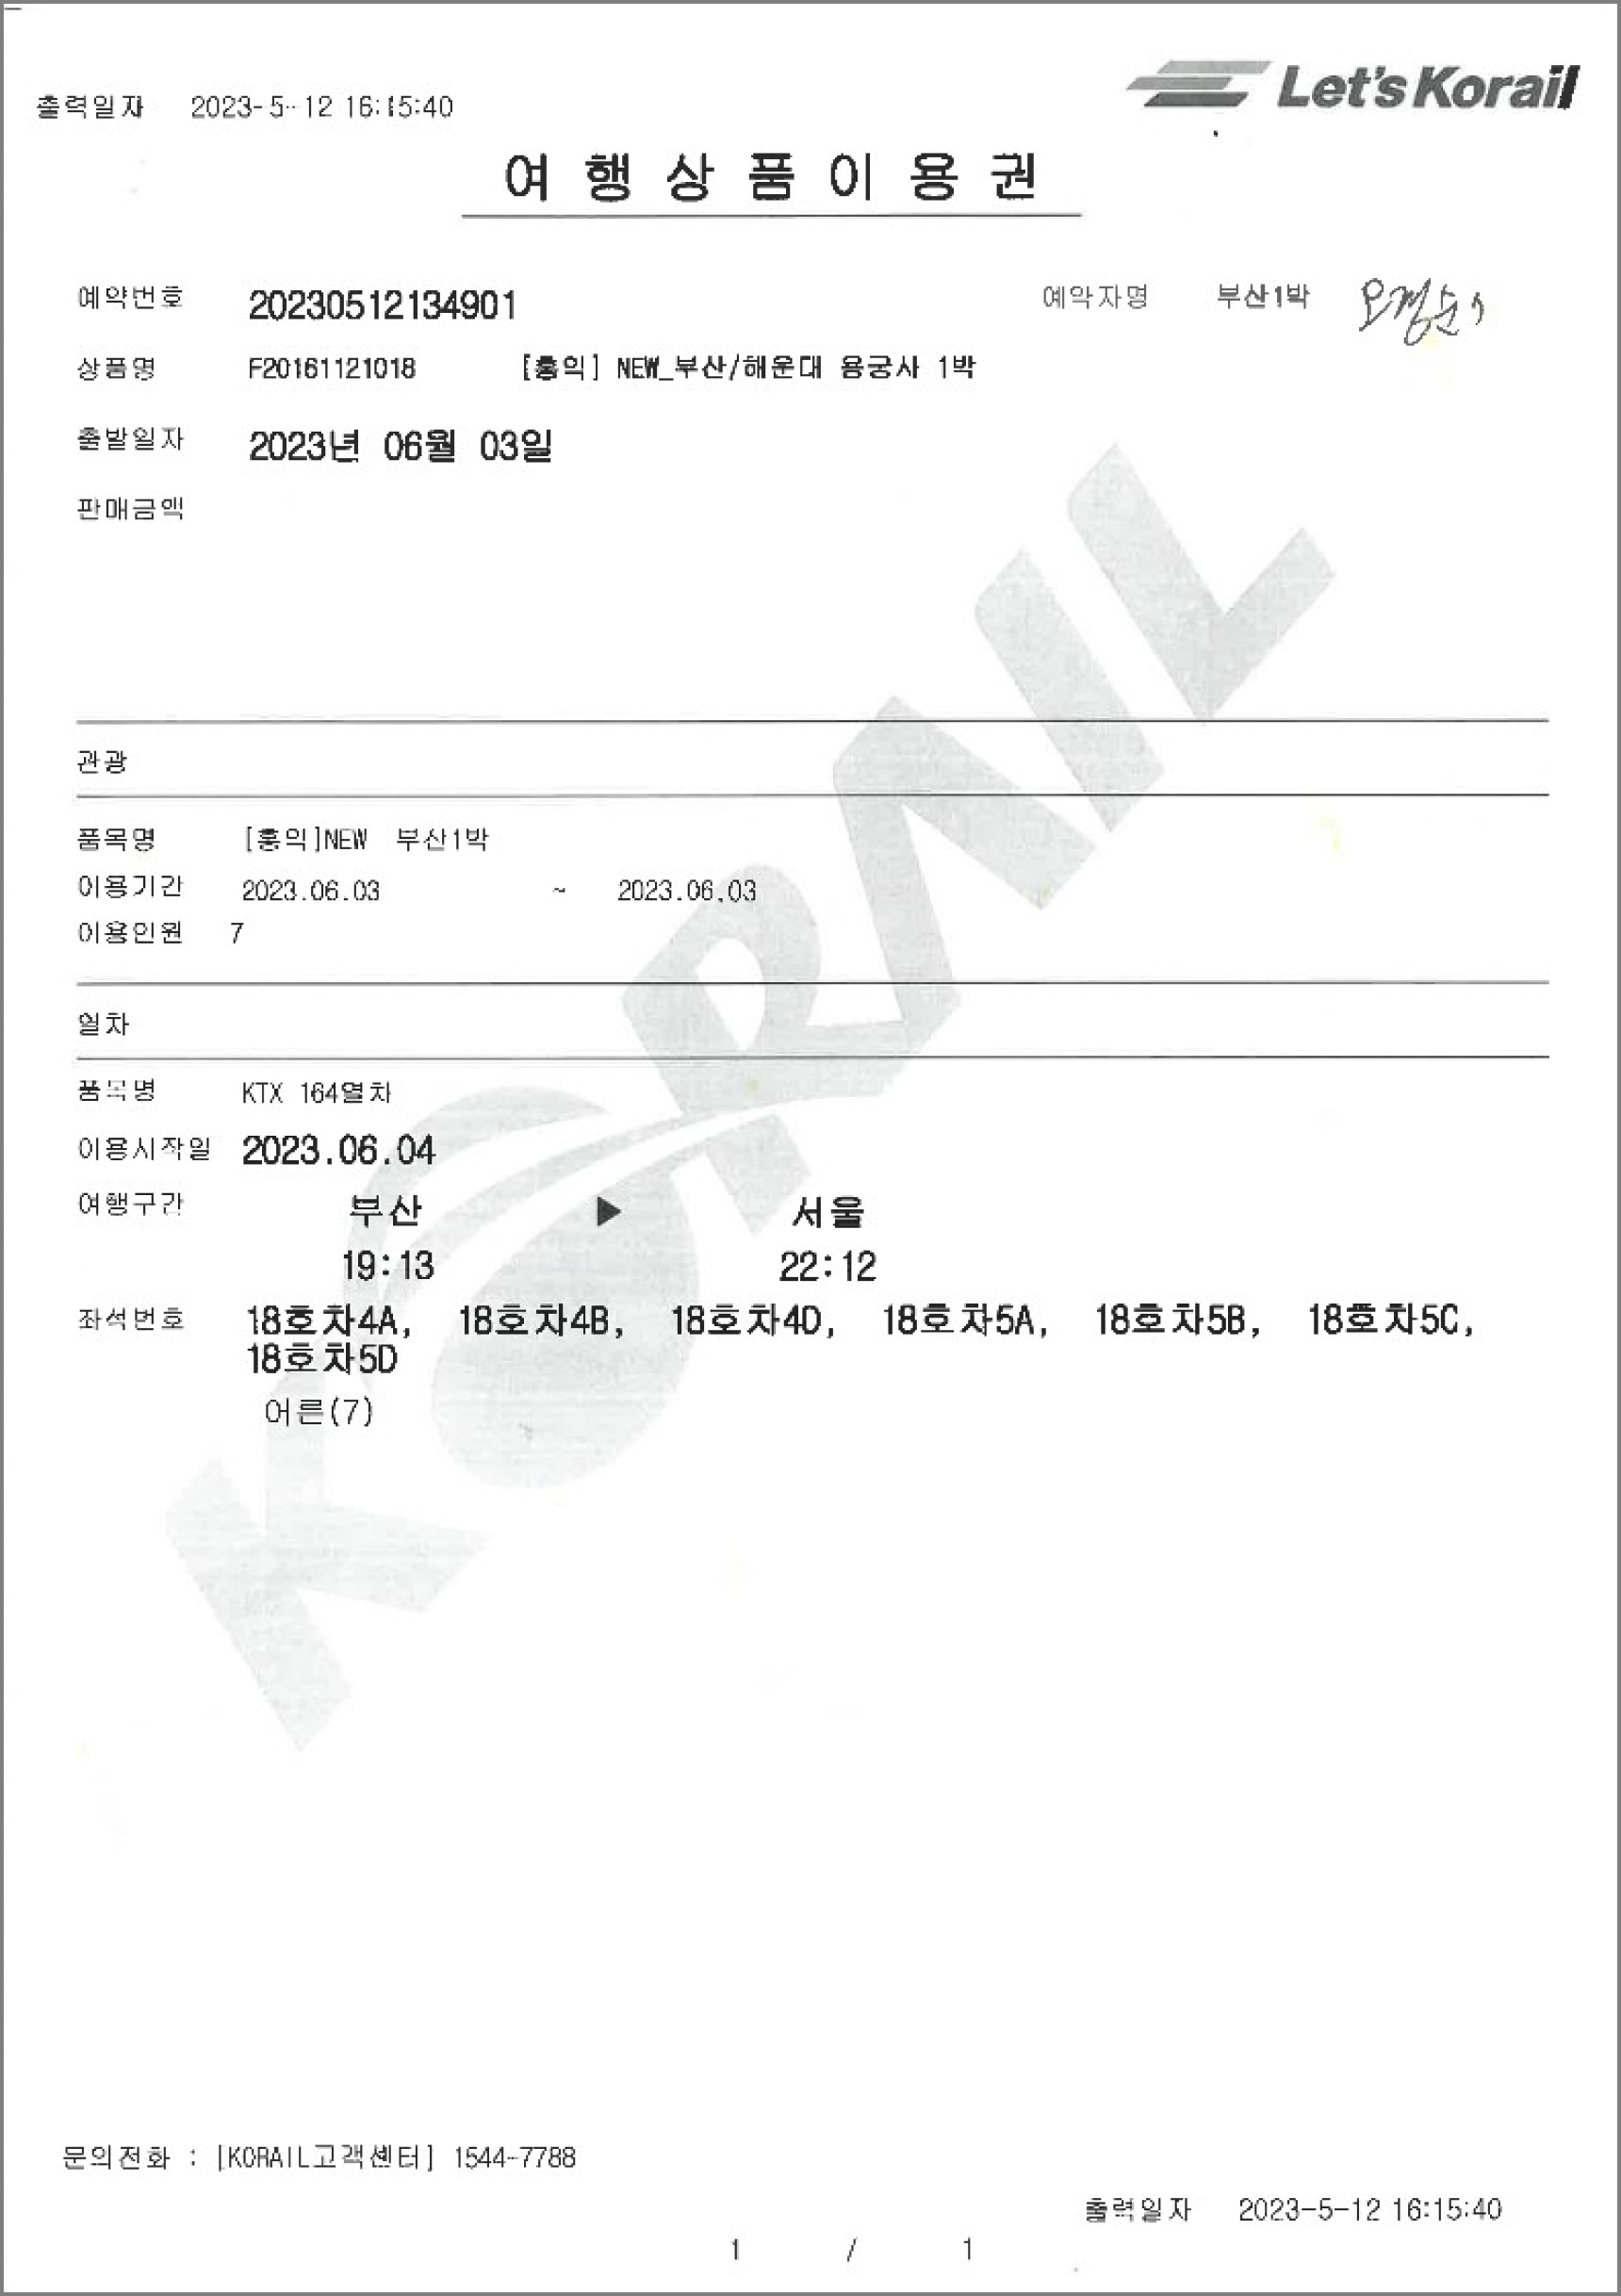 Let's Korail
출력일자 2023-5-12 16:15:40
여행상품이용권
예약번호 20230512134901 예약자명 부산1박
상품명 F20161121018 [홍익] NEW_부산/해운대 용궁사 1박
출발일자 2023년 06월 03일
판매금액
관광
품목명 [홍익]NEW 부산1박
이용기간 2023.06.03 ~ 2023.06.03
이용인원 7
열차
품목명 KTX 164열차
이용시작일 2023.06.04
여행구간 부산 ▶ 서울
19:13 22:12
좌석번호 18호차4A, 18호차4B, 18호차4D, 18호차5A, 18호차5B, 18호차5C,
18호차5D
어른(7)
KORAIL
문의전화 : [KORAIL고객센터] 1544-7788
출력일자 2023-5-12 16:15:40
1 / 1